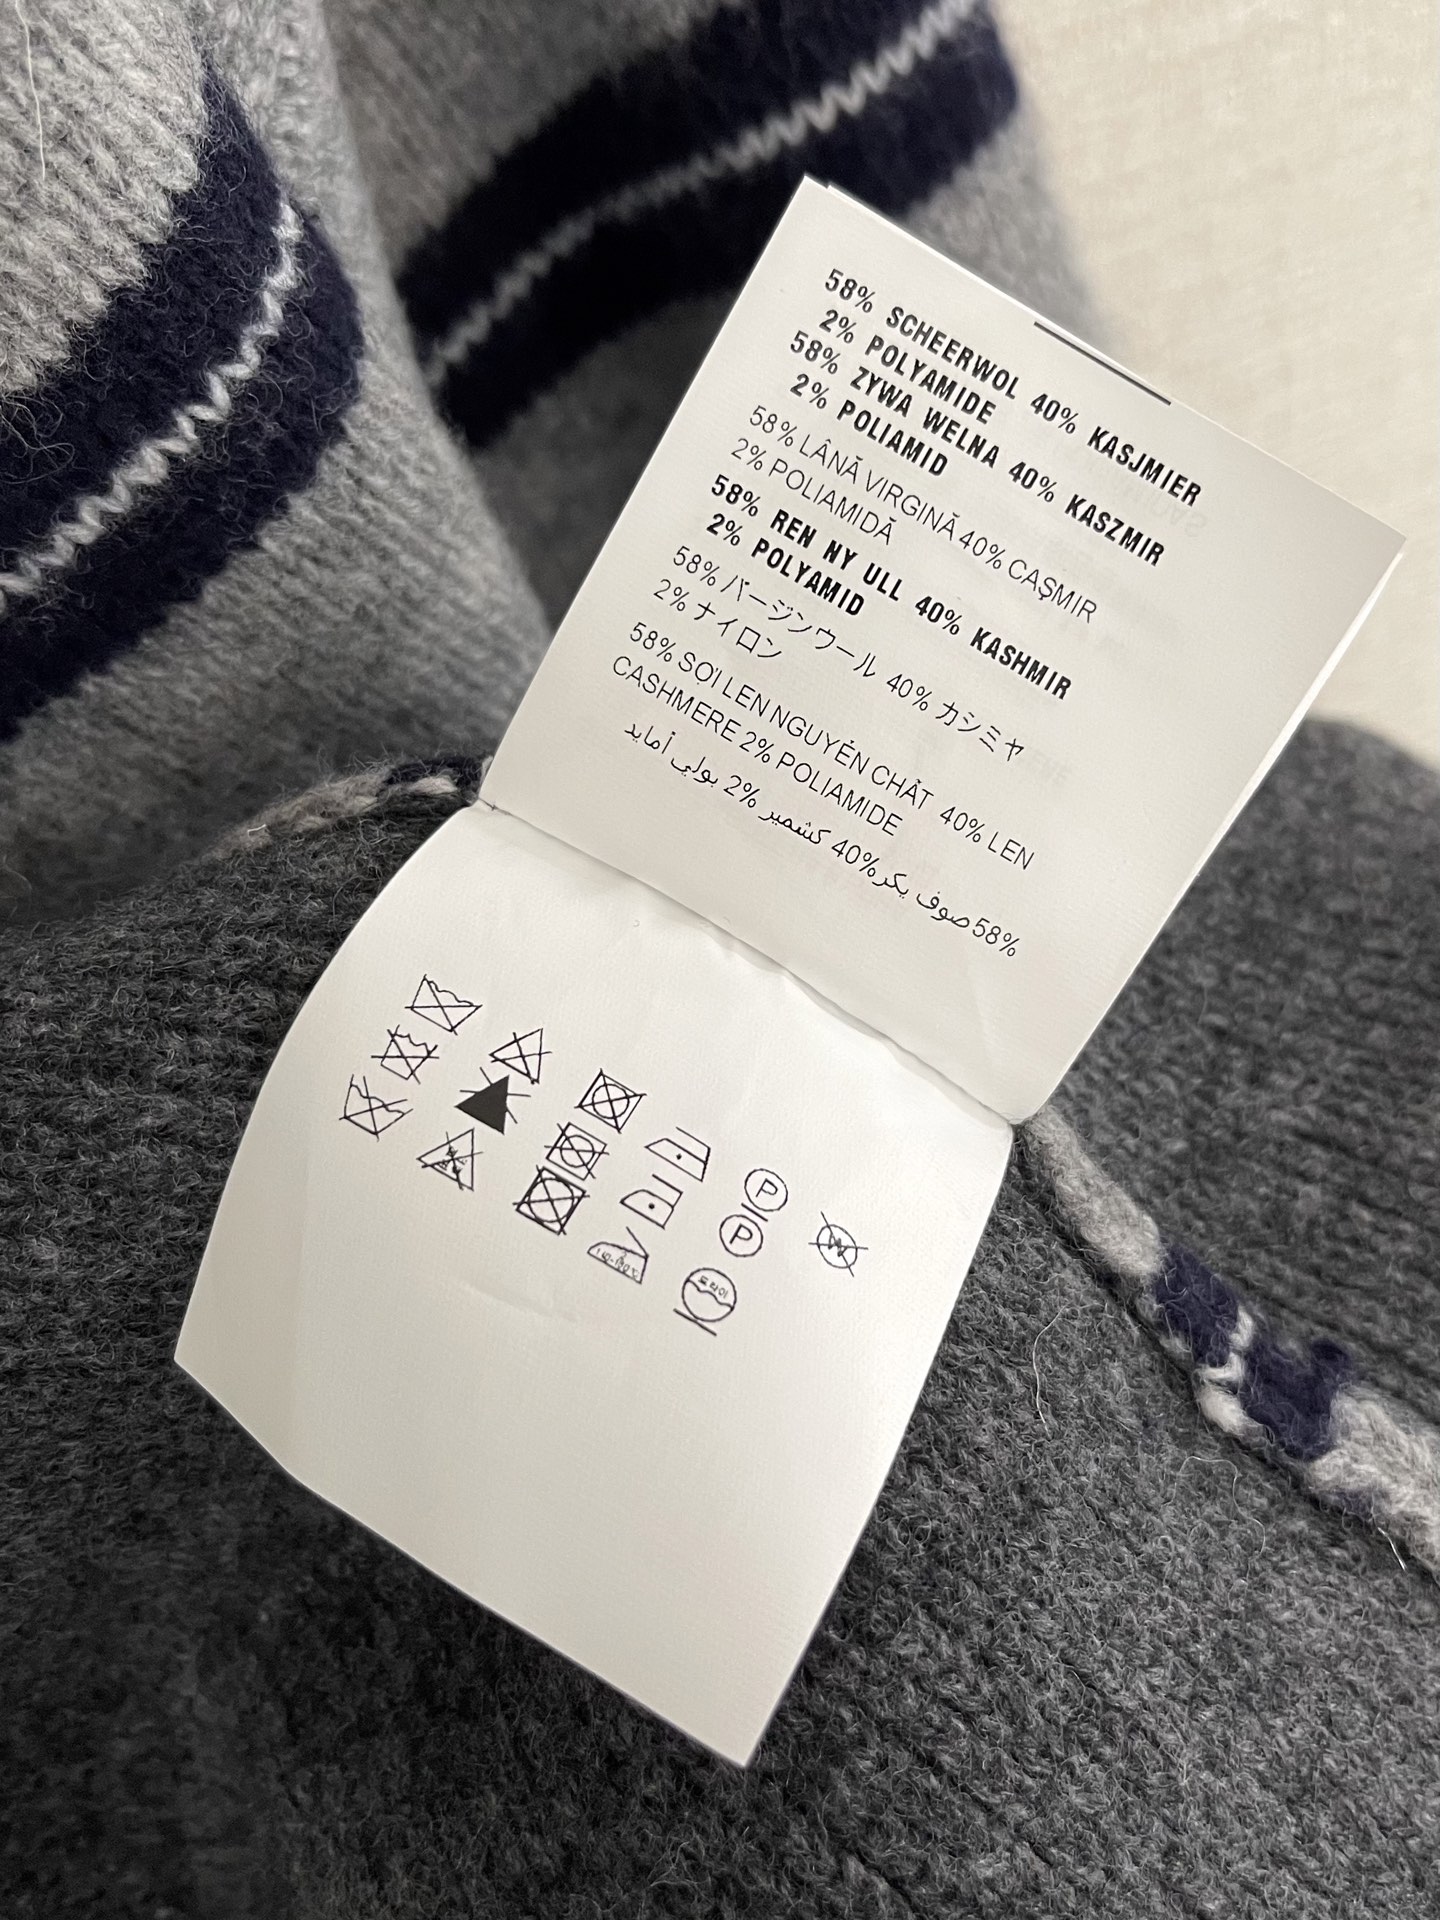 58% SCHEERWOL 40% KASJMIER
2% POLYAMIDE
58% ZYWA WELNA 40% KASZMIR
2% POLIAMID
58% LÂNĂ VIRGINĂ 40% CAŞMIR
2% POLIAMIDĂ
58% REN NY ULL 40% KASHMIR
2% POLYAMID
58% バージンウール 40% カシミヤ
2% ナイロン
58% SỢI LEN NGUYÊN CHẤT 40% LEN
CASHMERE 2% POLIAMIDE
58% صوف بكر 40% كشمير 2% بولي أمايد
P
P
W
드라이